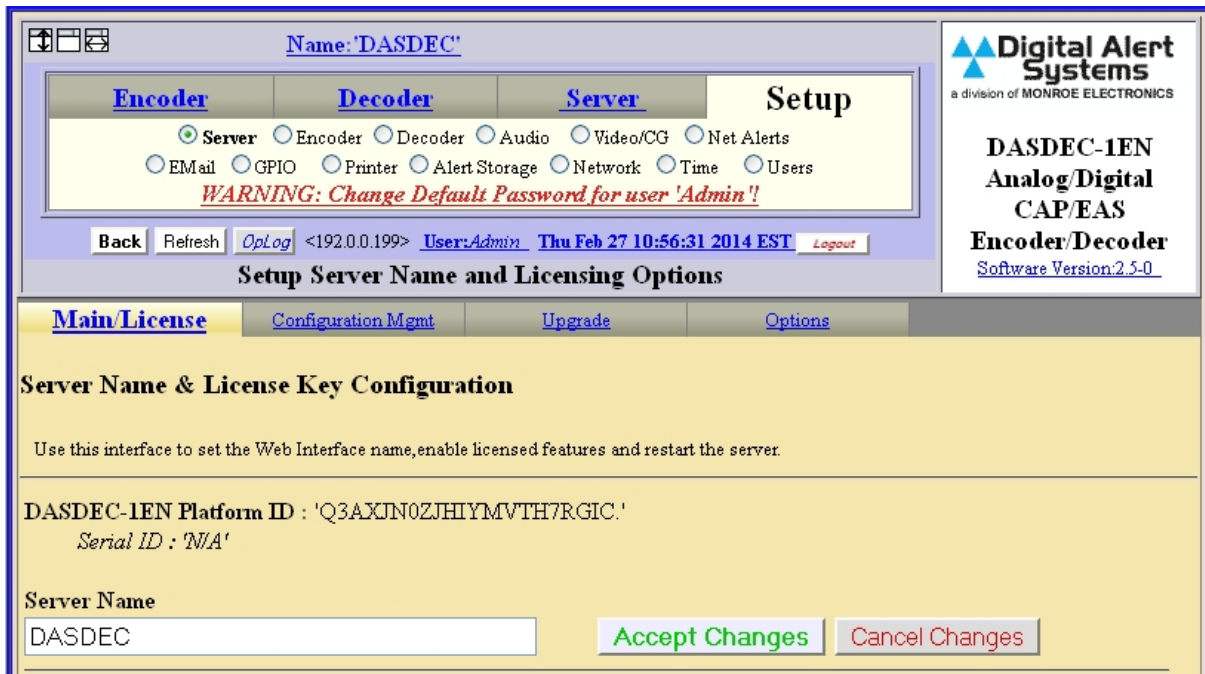 Name:'DASDEC'
Encoder Decoder Server Setup
Server Encoder Decoder Audio Video/CG Net Alerts
EMail GPIO Printer Alert Storage Network Time Users
WARNING: Change Default Password for user 'Admin'!
Back Refresh OpLog <192.0.0.199> User:Admin Thu Feb 27 10:56:31 2014 EST Logout
Setup Server Name and Licensing Options
Digital Alert
Systems
a division of MONROE ELECTRONICS
DASDEC-1EN
Analog/Digital
CAP/EAS
Encoder/Decoder
Software Version:2.5-0
Main/License Configuration Mgmt Upgrade Options
Server Name & License Key Configuration
Use this interface to set the Web Interface name,enable licensed features and restart the server.
DASDEC-1EN Platform ID : 'Q3AXJN0ZJHIYMVTH7RGIC.'
Serial ID : 'N/A'
Server Name
DASDEC Accept Changes Cancel Changes